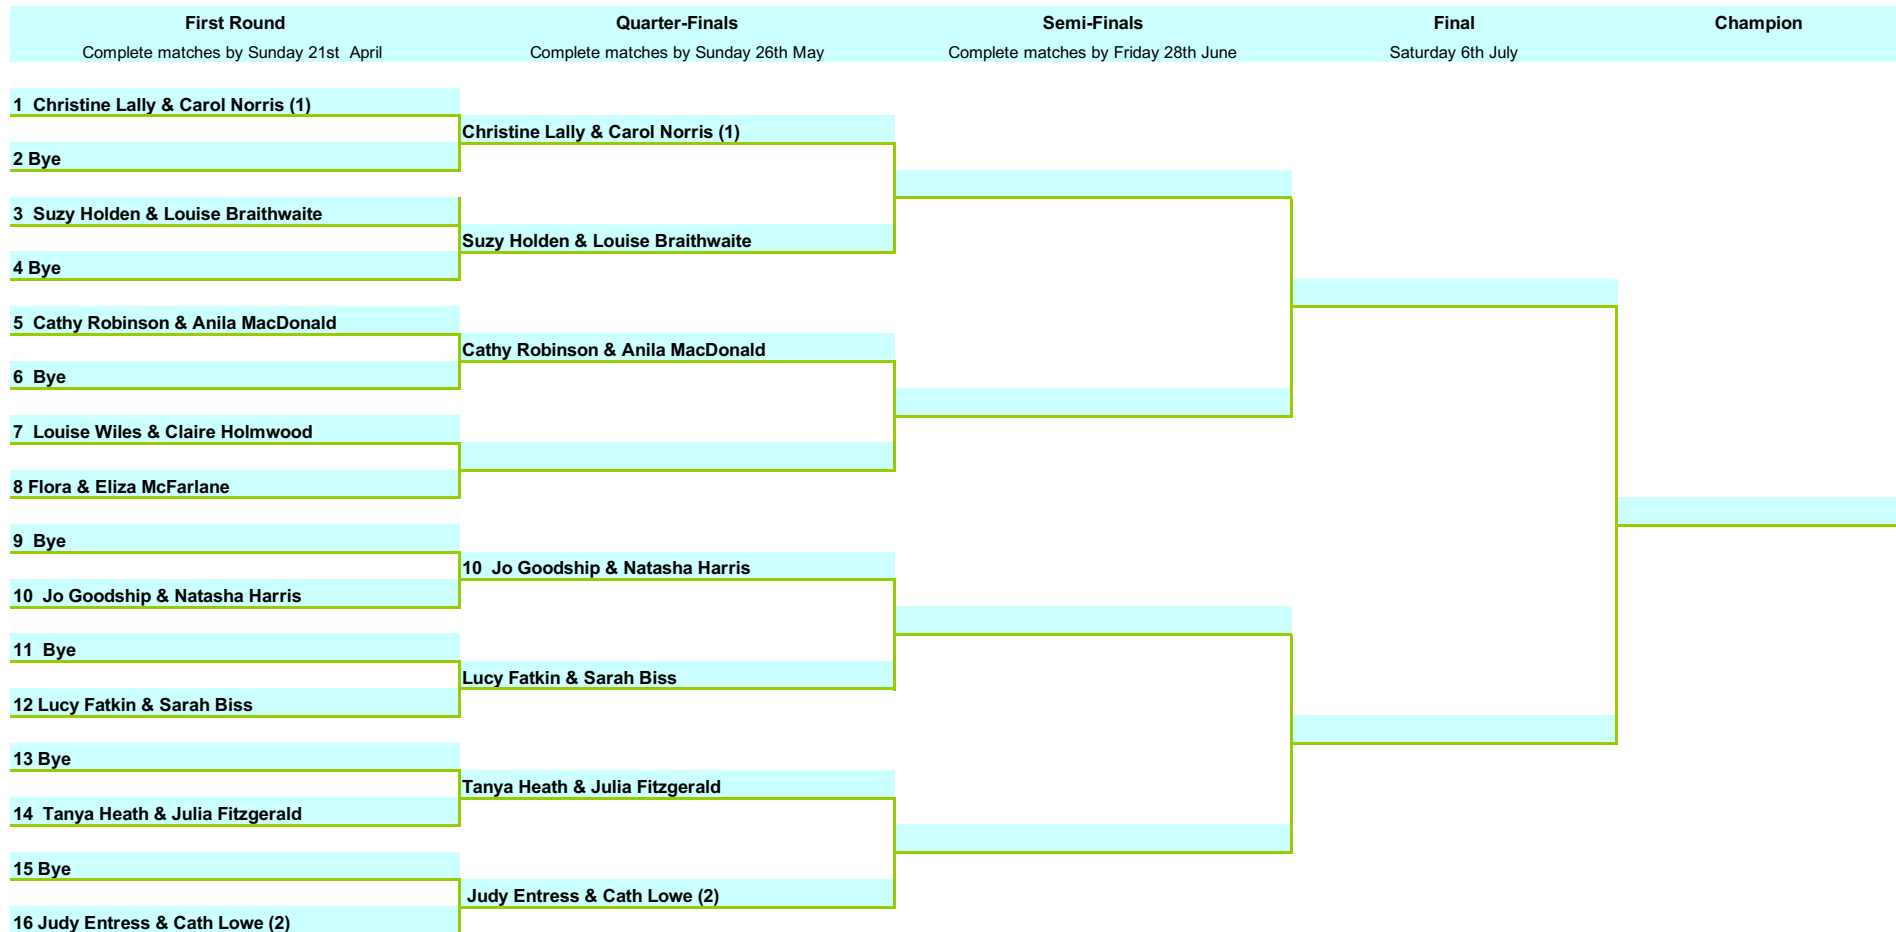 First Round
Complete matches by Sunday 21st  April
Quarter-Finals
Complete matches by Sunday 26th May
Semi-Finals
Complete matches by Friday 28th June
Final
Saturday 6th July
Champion
1  Christine Lally & Carol Norris (1)
2 Bye
3  Suzy Holden & Louise Braithwaite
4 Bye
5  Cathy Robinson & Anila MacDonald
6  Bye
7  Louise Wiles & Claire Holmwood
8 Flora & Eliza McFarlane
9  Bye
10  Jo Goodship & Natasha Harris
11  Bye
12 Lucy Fatkin & Sarah Biss
13 Bye
14  Tanya Heath & Julia Fitzgerald
15 Bye
16 Judy Entress & Cath Lowe (2)
Christine Lally & Carol Norris (1)
Suzy Holden & Louise Braithwaite
Cathy Robinson & Anila MacDonald
10  Jo Goodship & Natasha Harris
Lucy Fatkin & Sarah Biss
Tanya Heath & Julia Fitzgerald
Judy Entress & Cath Lowe (2)